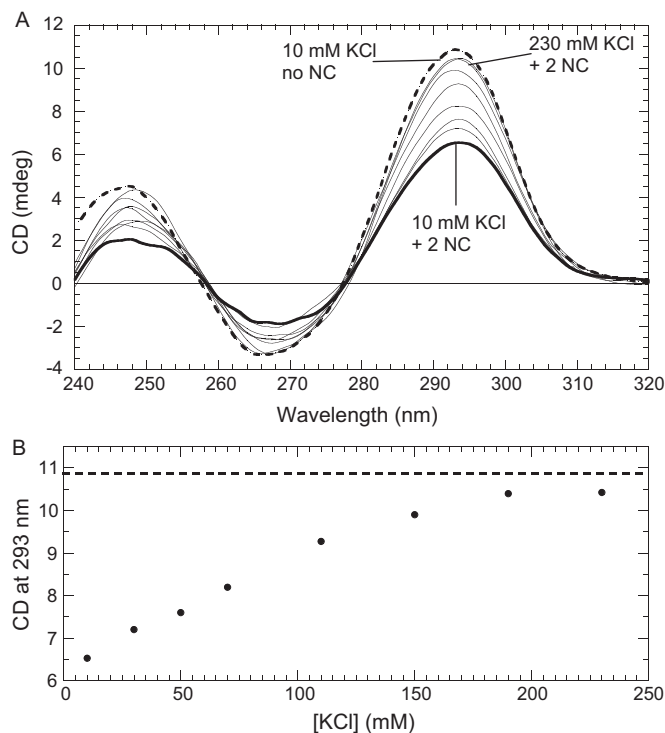 A
12
10
8
6
4
2
0
-2
-4
CD (mdeg)
10 mM KCl
no NC
230 mM KCl
+ 2 NC
10 mM KCl
+ 2 NC
240 250 260 270 280 290 300 310 320
Wavelength (nm)
B
11
10
9
8
7
6
CD at 293 nm
0 50 100 150 200 250
[KCl] (mM)